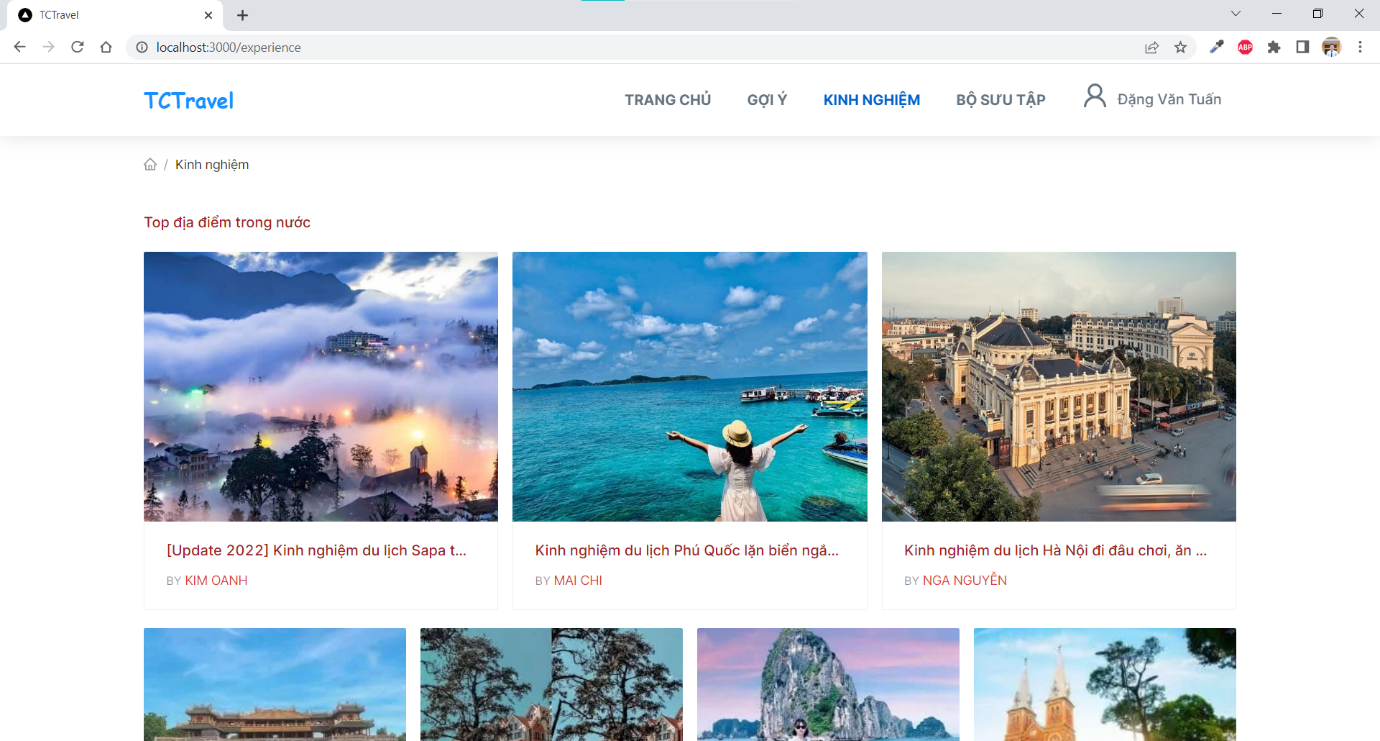 TCTravel
localhost:3000/experience
ABP
TCTravel
TRANG CHỦ GỢI Ý KINH NGHIỆM BỘ SƯU TẬP Đặng Văn Tuấn
/ Kinh nghiệm
Top địa điểm trong nước
[Update 2022] Kinh nghiệm du lịch Sapa t...
BY KIM OANH
Kinh nghiệm du lịch Phú Quốc lặn biển ngắ...
BY MAI CHI
Kinh nghiệm du lịch Hà Nội đi đâu chơi, ăn ...
BY NGA NGUYỄN